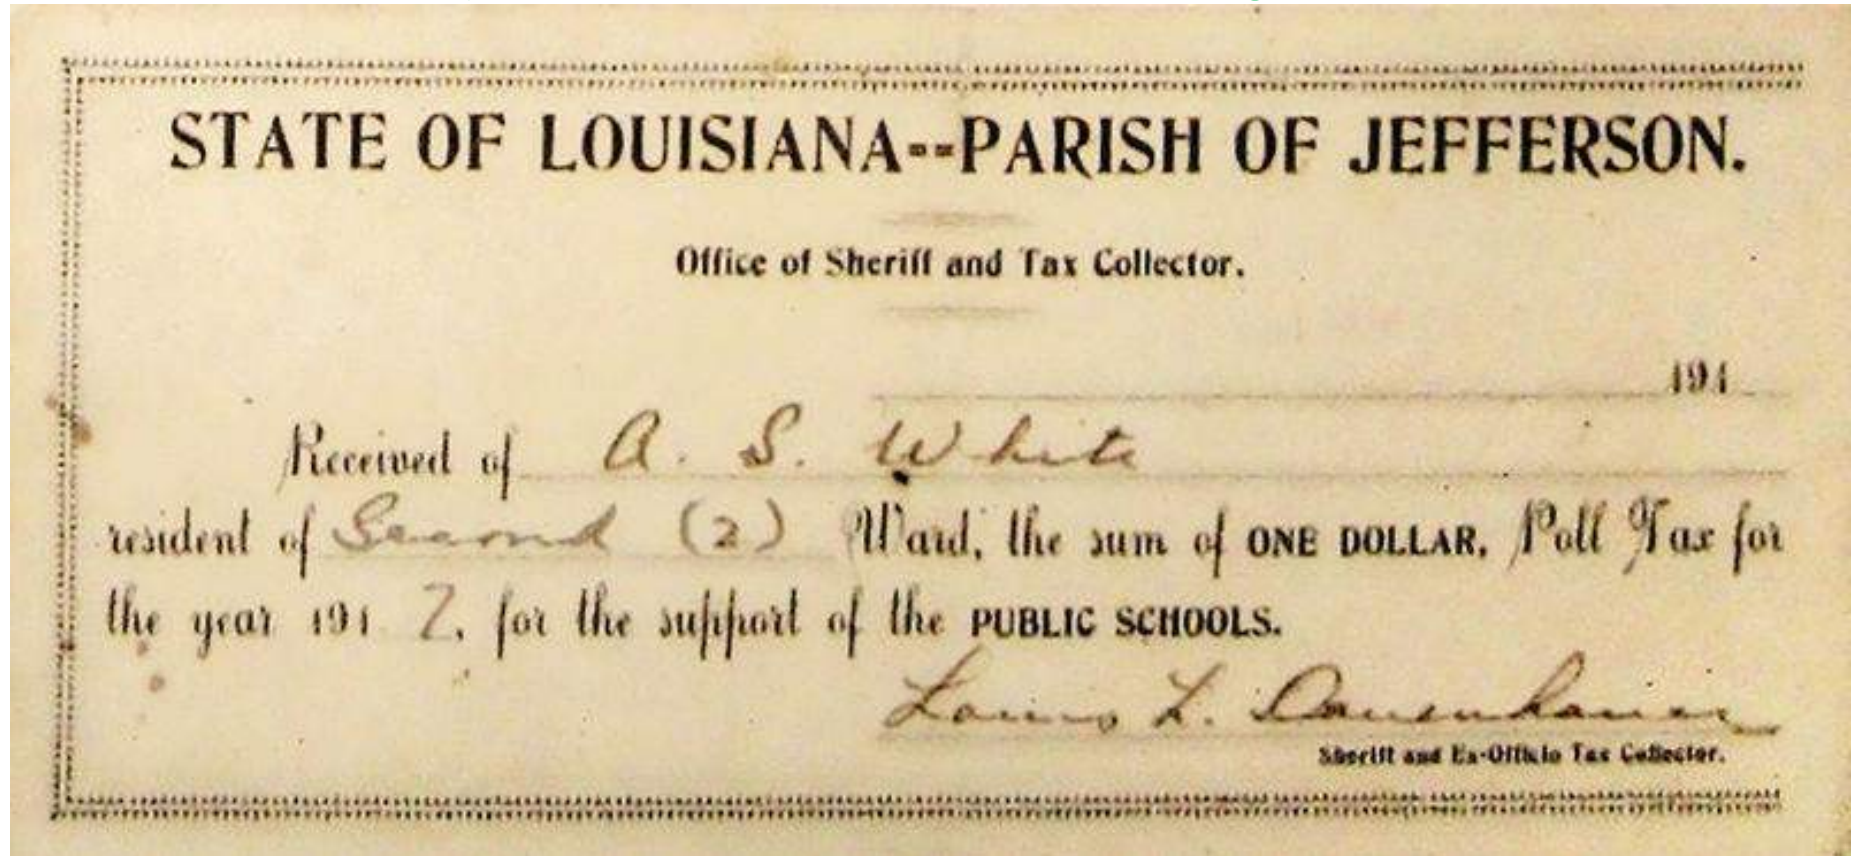 STATE OF LOUISIANA--PARISH OF JEFFERSON.
Office of Sheriff and Tax Collector.
191
Received of A. S. White
resident of Second (2) Ward, the sum of ONE DOLLAR, Poll Tax for
the year 191 7, for the support of the PUBLIC SCHOOLS.
Louis L.
Sheriff and Ex-Officio Tax Collector.